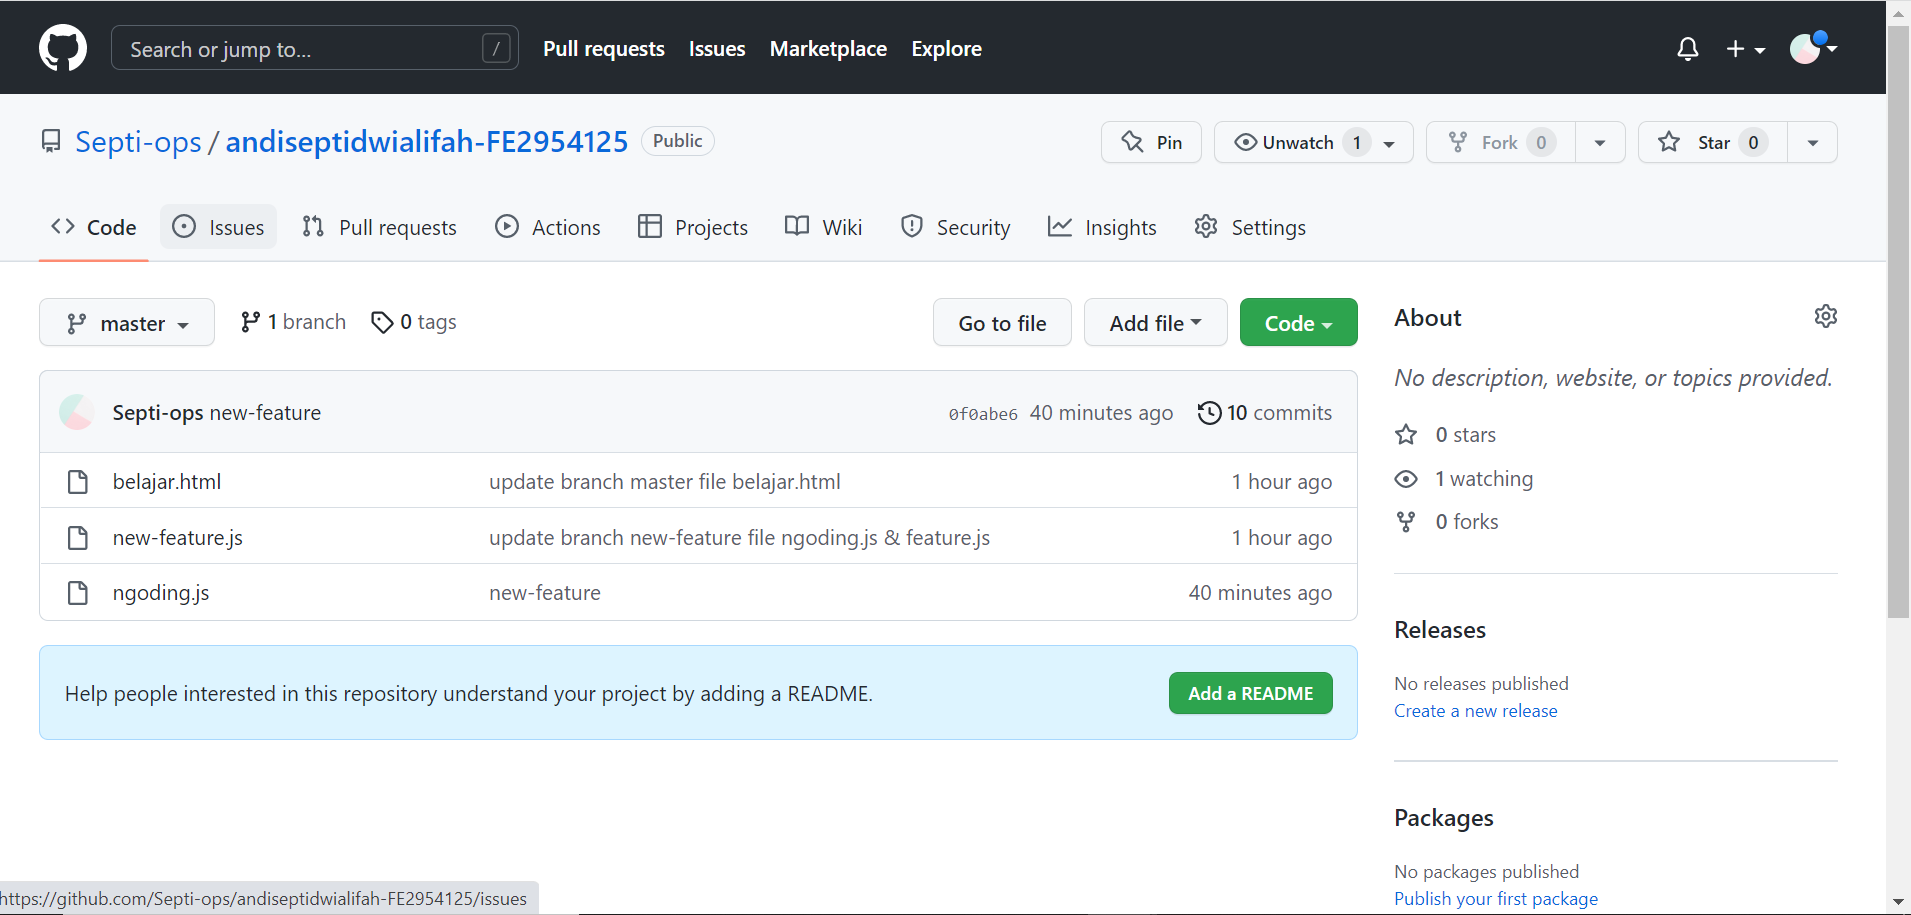 Search or jump to... / Pull requests Issues Marketplace Explore
Septi-ops / andiseptidwialifah-FE2954125 Public Pin Unwatch 1 Fork 0 Star 0
Code Issues Pull requests Actions Projects Wiki Security Insights Settings
master 1 branch 0 tags Go to file Add file Code
Septi-ops new-feature 0f0abe6 40 minutes ago 10 commits
belajar.html update branch master file belajar.html 1 hour ago
new-feature.js update branch new-feature file ngoding.js & feature.js 1 hour ago
ngoding.js new-feature 40 minutes ago
Help people interested in this repository understand your project by adding a README. Add a README
About
No description, website, or topics provided.
0 stars
1 watching
0 forks
Releases
No releases published
Create a new release
Packages
No packages published
Publish your first package
https://github.com/Septi-ops/andiseptidwialifah-FE2954125/issues